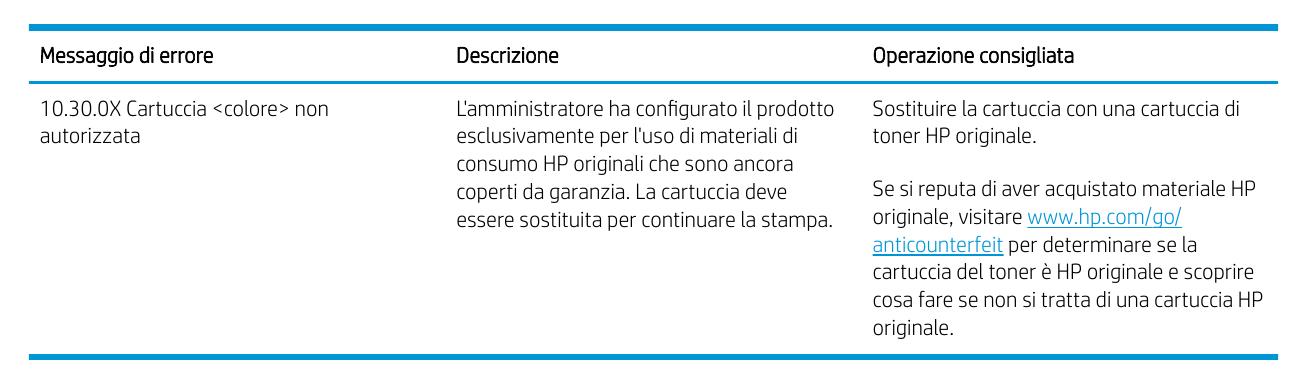 Messaggio di errore
Descrizione
Operazione consigliata
10.30.0X Cartuccia <colore> non
autorizzata
L'amministratore ha configurato il prodotto
esclusivamente per l'uso di materiali di
consumo HP originali che sono ancora
coperti da garanzia. La cartuccia deve
essere sostituita per continuare la stampa.
Sostituire la cartuccia con una cartuccia di
toner HP originale.
Se si reputa di aver acquistato materiale HP
originale, visitare www.hp.com/go/
anticounterfeit per determinare se la
cartuccia del toner è HP originale e scoprire
cosa fare se non si tratta di una cartuccia HP
originale.